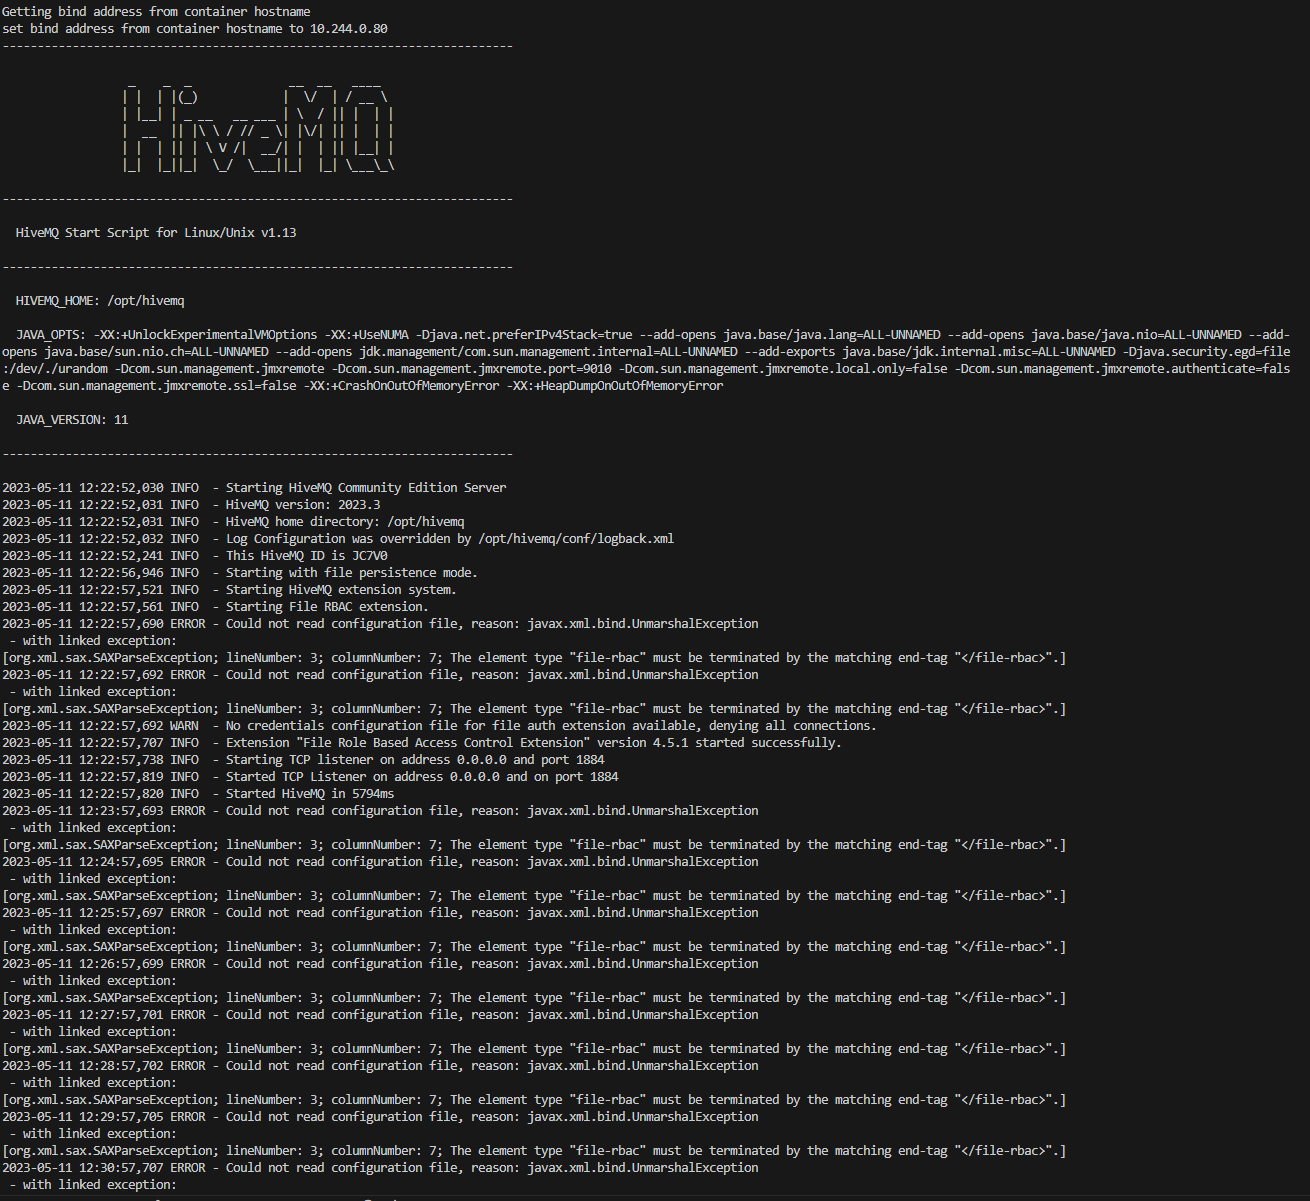 Getting bind address from container hostname
set bind address from container hostname to 10.244.0.80
-------------------------------------------------------------------------
HiveMQ
-------------------------------------------------------------------------
HiveMQ Start Script for Linux/Unix v1.13
-------------------------------------------------------------------------
HIVEMQ_HOME: /opt/hivemq
JAVA_OPTS: -XX:+UnlockExperimentalVMOptions -XX:+UseNUMA -Djava.net.preferIPv4Stack=true --add-opens java.base/java.lang=ALL-UNNAMED --add-opens java.base/java.nio=ALL-UNNAMED --add-
opens java.base/sun.nio.ch=ALL-UNNAMED --add-opens jdk.management/com.sun.management.internal=ALL-UNNAMED --add-exports java.base/jdk.internal.misc=ALL-UNNAMED -Djava.security.egd=file
:/dev/./urandom -Dcom.sun.management.jmxremote -Dcom.sun.management.jmxremote.port=9010 -Dcom.sun.management.jmxremote.local.only=false -Dcom.sun.management.jmxremote.authenticate=fals
e -Dcom.sun.management.jmxremote.ssl=false -XX:+CrashOnOutOfMemoryError -XX:+HeapDumpOnOutOfMemoryError
JAVA_VERSION: 11
-------------------------------------------------------------------------
2023-05-11 12:22:52,030 INFO  - Starting HiveMQ Community Edition Server
2023-05-11 12:22:52,031 INFO  - HiveMQ version: 2023.3
2023-05-11 12:22:52,031 INFO  - HiveMQ home directory: /opt/hivemq
2023-05-11 12:22:52,032 INFO  - Log Configuration was overridden by /opt/hivemq/conf/logback.xml
2023-05-11 12:22:52,241 INFO  - This HiveMQ ID is JC7V0
2023-05-11 12:22:56,946 INFO  - Starting with file persistence mode.
2023-05-11 12:22:57,521 INFO  - Starting HiveMQ extension system.
2023-05-11 12:22:57,561 INFO  - Starting File RBAC extension.
2023-05-11 12:22:57,690 ERROR - Could not read configuration file, reason: javax.xml.bind.UnmarshalException
 - with linked exception:
[org.xml.sax.SAXParseException; lineNumber: 3; columnNumber: 7; The element type "file-rbac" must be terminated by the matching end-tag "</file-rbac>".]
2023-05-11 12:22:57,692 ERROR - Could not read configuration file, reason: javax.xml.bind.UnmarshalException
 - with linked exception:
[org.xml.sax.SAXParseException; lineNumber: 3; columnNumber: 7; The element type "file-rbac" must be terminated by the matching end-tag "</file-rbac>".]
2023-05-11 12:22:57,692 WARN  - No credentials configuration file for file auth extension available, denying all connections.
2023-05-11 12:22:57,707 INFO  - Extension "File Role Based Access Control Extension" version 4.5.1 started successfully.
2023-05-11 12:22:57,738 INFO  - Starting TCP listener on address 0.0.0.0 and port 1884
2023-05-11 12:22:57,819 INFO  - Started TCP Listener on address 0.0.0.0 and on port 1884
2023-05-11 12:22:57,820 INFO  - Started HiveMQ in 5794ms
2023-05-11 12:23:57,693 ERROR - Could not read configuration file, reason: javax.xml.bind.UnmarshalException
 - with linked exception:
[org.xml.sax.SAXParseException; lineNumber: 3; columnNumber: 7; The element type "file-rbac" must be terminated by the matching end-tag "</file-rbac>".]
2023-05-11 12:24:57,695 ERROR - Could not read configuration file, reason: javax.xml.bind.UnmarshalException
 - with linked exception:
[org.xml.sax.SAXParseException; lineNumber: 3; columnNumber: 7; The element type "file-rbac" must be terminated by the matching end-tag "</file-rbac>".]
2023-05-11 12:25:57,697 ERROR - Could not read configuration file, reason: javax.xml.bind.UnmarshalException
 - with linked exception:
[org.xml.sax.SAXParseException; lineNumber: 3; columnNumber: 7; The element type "file-rbac" must be terminated by the matching end-tag "</file-rbac>".]
2023-05-11 12:26:57,699 ERROR - Could not read configuration file, reason: javax.xml.bind.UnmarshalException
 - with linked exception:
[org.xml.sax.SAXParseException; lineNumber: 3; columnNumber: 7; The element type "file-rbac" must be terminated by the matching end-tag "</file-rbac>".]
2023-05-11 12:27:57,701 ERROR - Could not read configuration file, reason: javax.xml.bind.UnmarshalException
 - with linked exception:
[org.xml.sax.SAXParseException; lineNumber: 3; columnNumber: 7; The element type "file-rbac" must be terminated by the matching end-tag "</file-rbac>".]
2023-05-11 12:28:57,702 ERROR - Could not read configuration file, reason: javax.xml.bind.UnmarshalException
 - with linked exception:
[org.xml.sax.SAXParseException; lineNumber: 3; columnNumber: 7; The element type "file-rbac" must be terminated by the matching end-tag "</file-rbac>".]
2023-05-11 12:29:57,705 ERROR - Could not read configuration file, reason: javax.xml.bind.UnmarshalException
 - with linked exception:
[org.xml.sax.SAXParseException; lineNumber: 3; columnNumber: 7; The element type "file-rbac" must be terminated by the matching end-tag "</file-rbac>".]
2023-05-11 12:30:57,707 ERROR - Could not read configuration file, reason: javax.xml.bind.UnmarshalException
 - with linked exception: